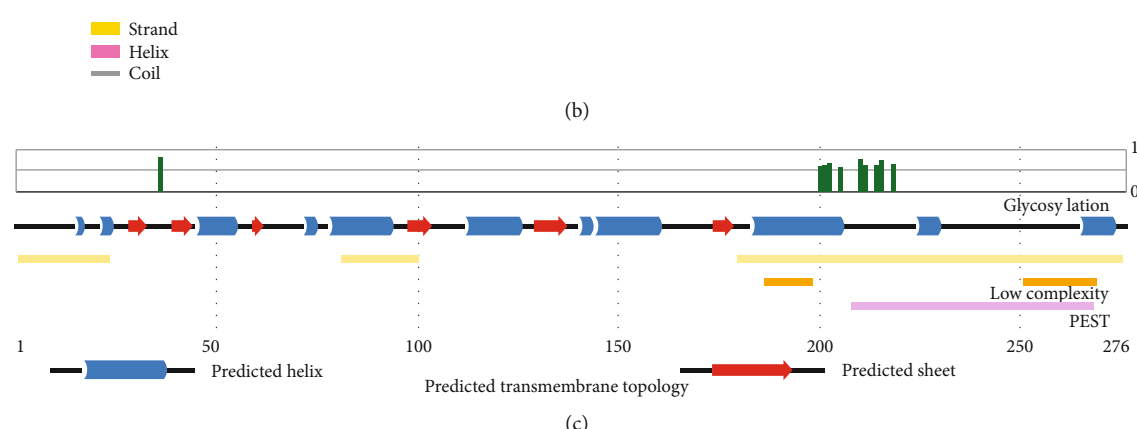 Strand
Helix
Coil
(b)
1
0
Glycosy lation
Low complexity
PEST
1 50 100 150 200 250 276
Predicted helix
Predicted sheet
Predicted transmembrane topology
(c)